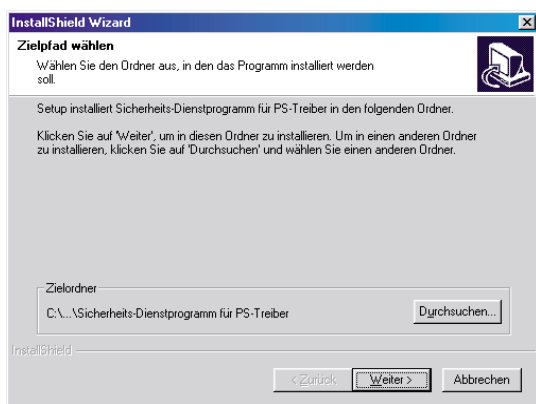 InstallShield Wizard
Zielpfad wählen
Wählen Sie den Ordner aus, in den das Programm installiert werden
soll.
Setup installiert Sicherheits-Dienstprogramm für PS-Treiber in den folgenden Ordner.
Klicken Sie auf 'Weiter', um in diesen Ordner zu installieren. Um in einen anderen Ordner
zu installieren, klicken Sie auf 'Durchsuchen' und wählen Sie einen anderen Ordner.
Zielordner
C:\...\Sicherheits-Dienstprogramm für PS-Treiber
Durchsuchen...
InstallShield
< Zurück
Weiter >
Abbrechen